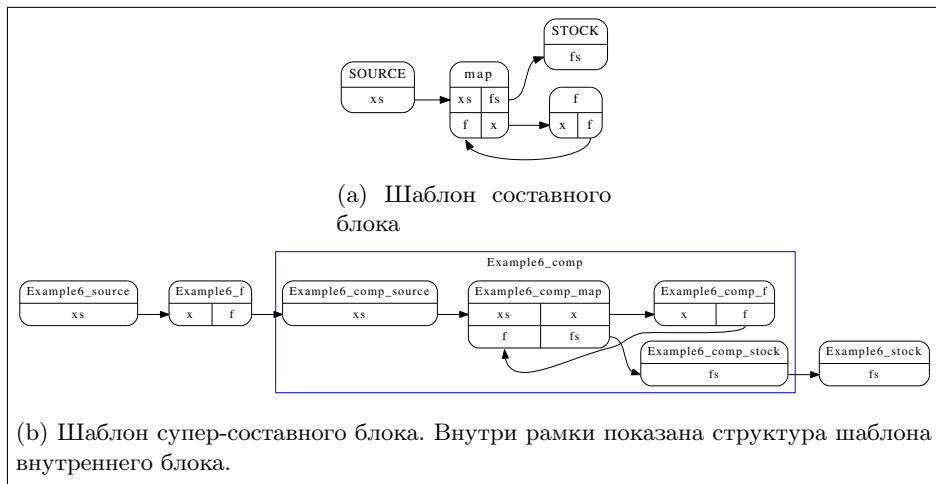 STOCK
fs
SOURCE
xs
map
xs fs
f x
f
x f
(a) Шаблон составного
блока
Example6_comp
Example6_source
xs
Example6_f
x f
Example6_comp_source
xs
Example6_comp_map
xs x
f fs
Example6_comp_f
x f
Example6_comp_stock
fs
Example6_stock
fs
(b) Шаблон супер-составного блока. Внутри рамки показана структура шаблона
внутреннего блока.